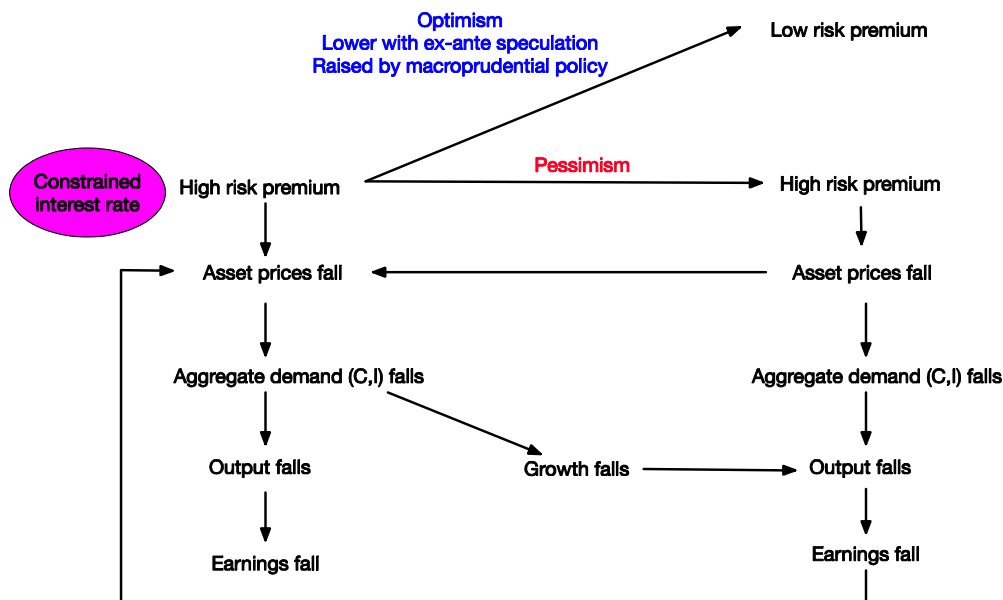 Optimism
Lower with ex-ante speculation
Raised by macroprudential policy
Low risk premium
Pessimism
Constrained
interest rate
High risk premium
High risk premium
Asset prices fall
Asset prices fall
Aggregate demand (C,I) falls
Aggregate demand (C,I) falls
Output falls
Growth falls
Output falls
Earnings fall
Earnings fall